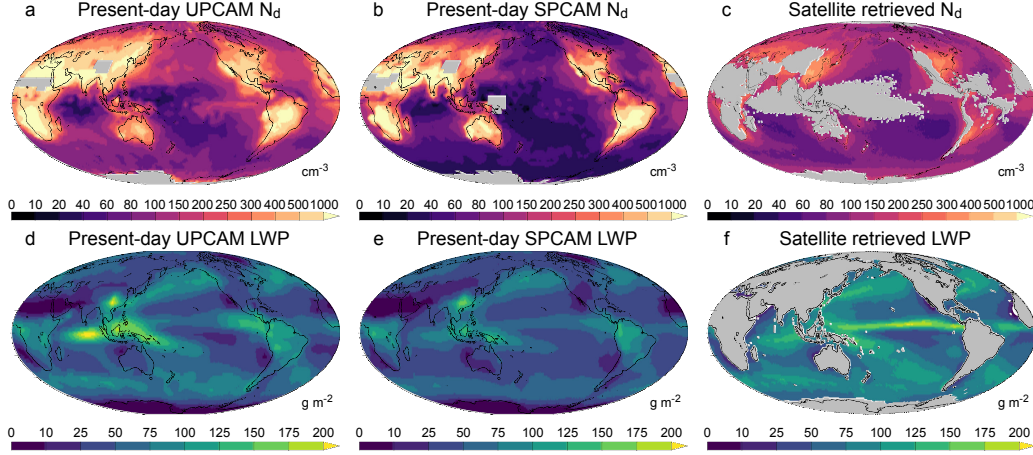 a Present-day UPCAM Nd
b Present-day SPCAM Nd
c Satellite retrieved Nd
cm-3 cm-3 cm-3
0 10 20 40 60 80 100 150 200 250 300 400 500 1000
0 10 20 40 60 80 100 150 200 250 300 400 500 1000
0 10 20 40 60 80 100 150 200 250 300 400 500 1000
d Present-day UPCAM LWP
e Present-day SPCAM LWP
f Satellite retrieved LWP
g m-2 g m-2 g m-2
0 10 25 50 75 100 125 150 175 200
0 10 25 50 75 100 125 150 175 200
0 10 25 50 75 100 125 150 175 200